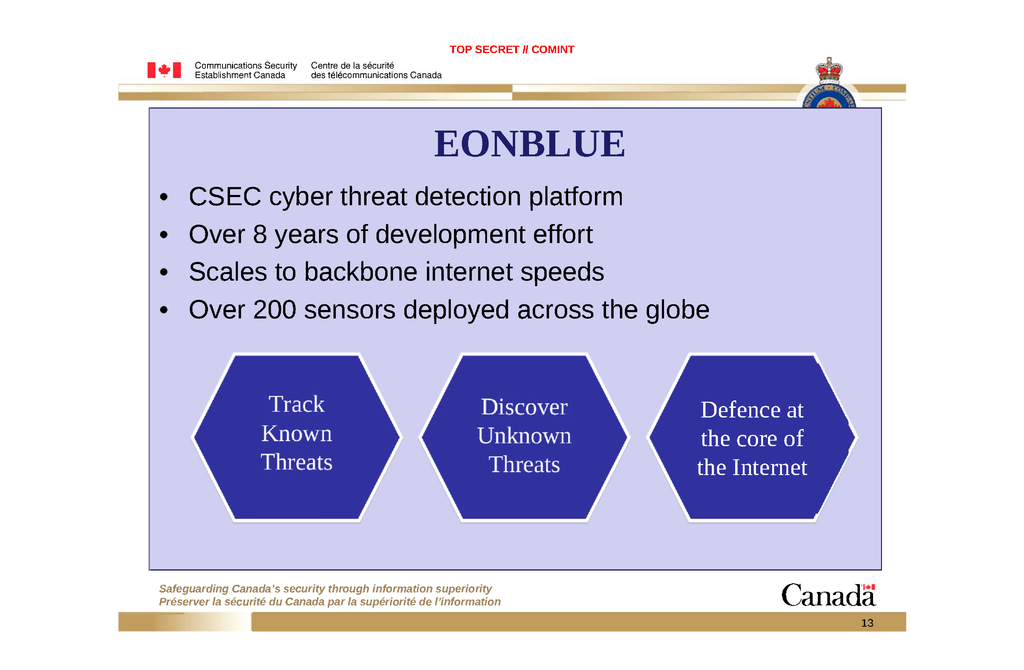 TOP SECRET // COMINT
Communications Security
Establishment Canada
Centre de la sécurité
des télécommunications Canada
EONBLUE
• CSEC cyber threat detection platform
• Over 8 years of development effort
• Scales to backbone internet speeds
• Over 200 sensors deployed across the globe
Track
Known
Threats
Discover
Unknown
Threats
Defence at
the core of
the Internet
Safeguarding Canada's security through information superiority
Préserver la sécurité du Canada par la supériorité de l'information
Canada
13